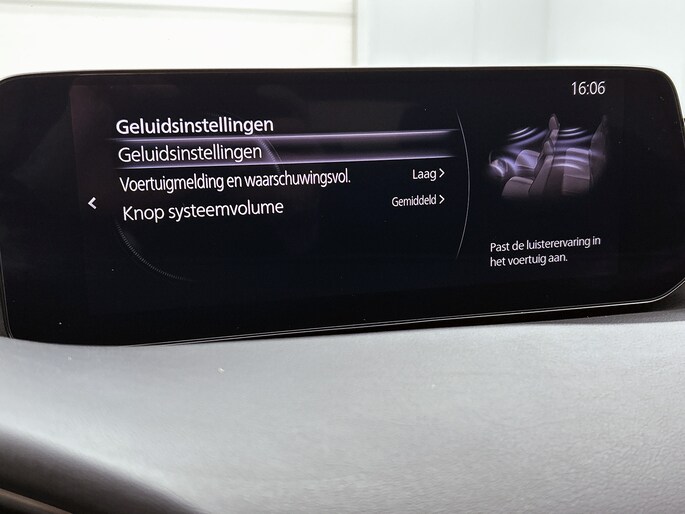 16:06
Geluidsinstellingen
Geluidsinstellingen
Voertuigmelding en waarschuwingsvol. Laag
Knop systeemvolume Gemiddeld
Past de luisterervaring in
het voertuig aan.